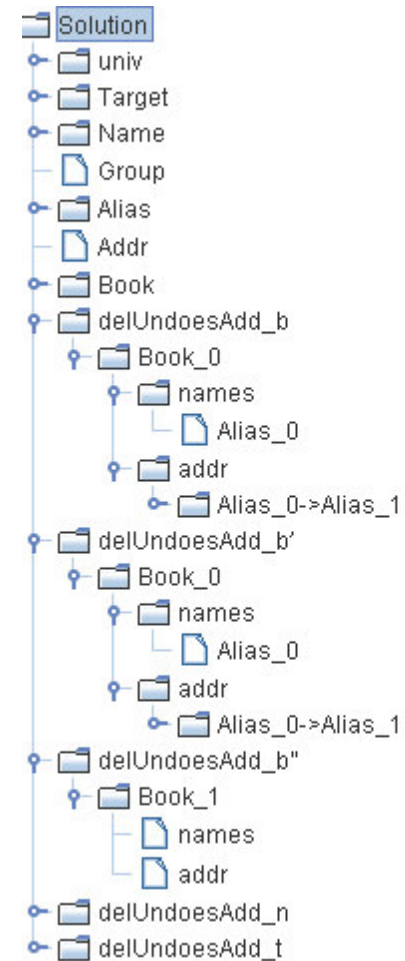 Solution
univ
Target
Name
Group
Alias
Addr
Book
delUndoesAdd_b
Book_0
names
Alias_0
addr
Alias_0->Alias_1
delUndoesAdd_b'
Book_0
names
Alias_0
addr
Alias_0->Alias_1
delUndoesAdd_b"
Book_1
names
addr
delUndoesAdd_n
delUndoesAdd_t